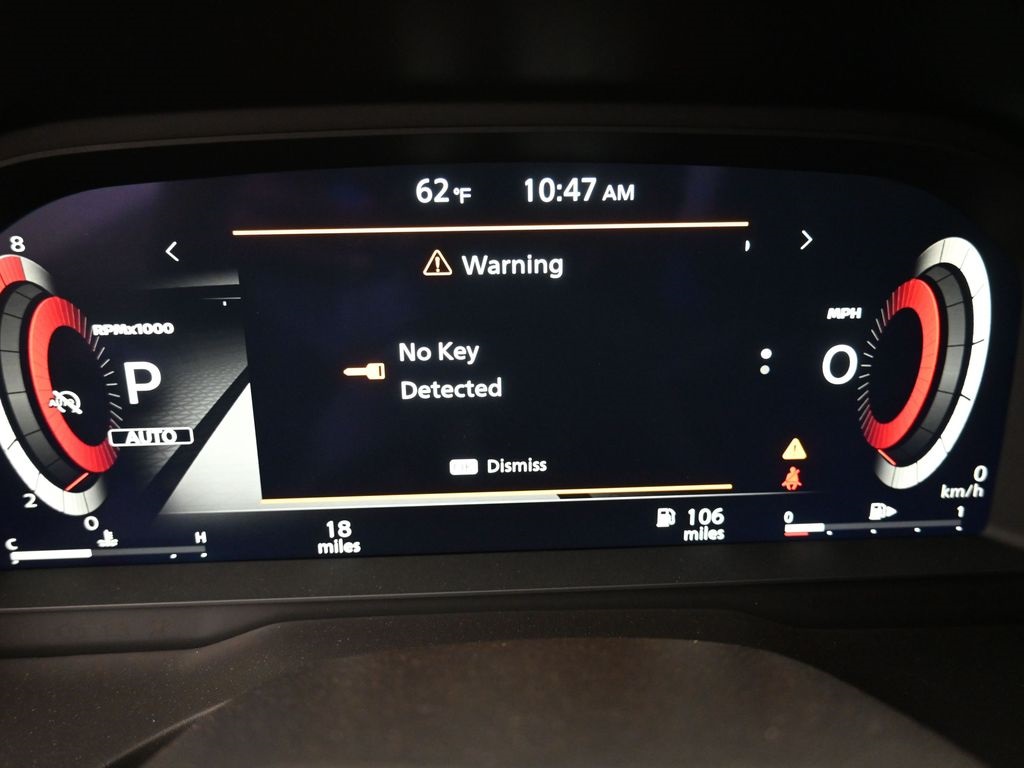 62°F 10:47 AM
Warning
8
RPMx1000
MPH
No Key
Detected
P
0
AUTO
AUTO
Dismiss
2
0
0
km/h
C
H
18
miles
106
miles
0
1